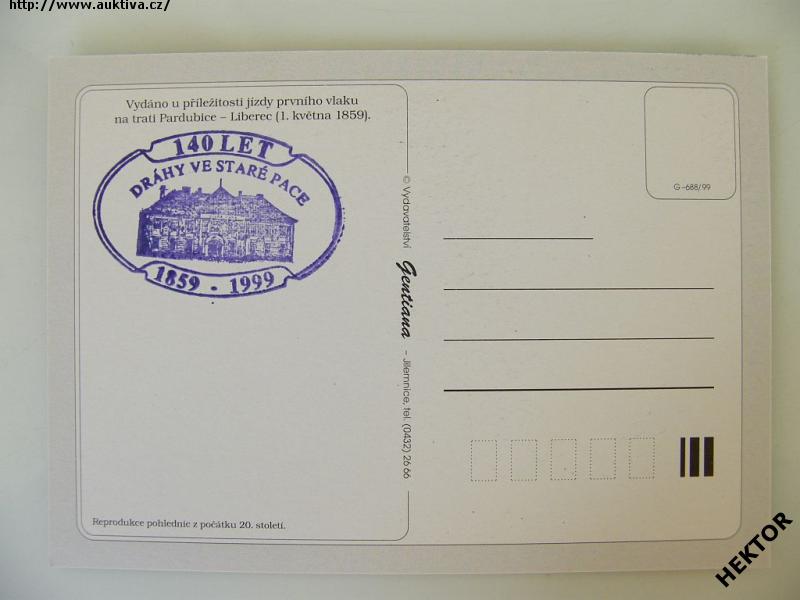 http://www.auktiva.cz/
Vydáno u příležitosti jízdy prvního vlaku
na trati Pardubice – Liberec (1. května 1859).
140 LET
DRÁHY VE STARÉ PACE
1859 - 1999
G–688/99
© Vydavatelství Gentiana – Jilemnice, tel. (0432) 26 66
Reprodukce pohlednic z počátku 20. století.
HEKTOR